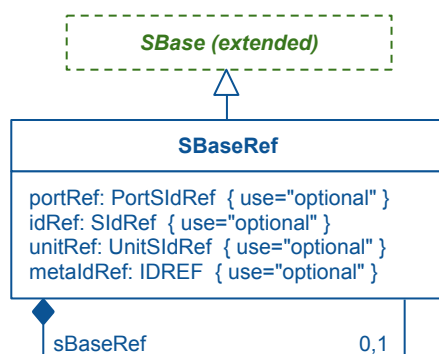 SBase (extended)
SBaseRef
portRef: PortSIdRef { use="optional" }
idRef: SIdRef { use="optional" }
unitRef: UnitSIdRef { use="optional" }
metaIdRef: IDREF { use="optional" }
sBaseRef 0,1